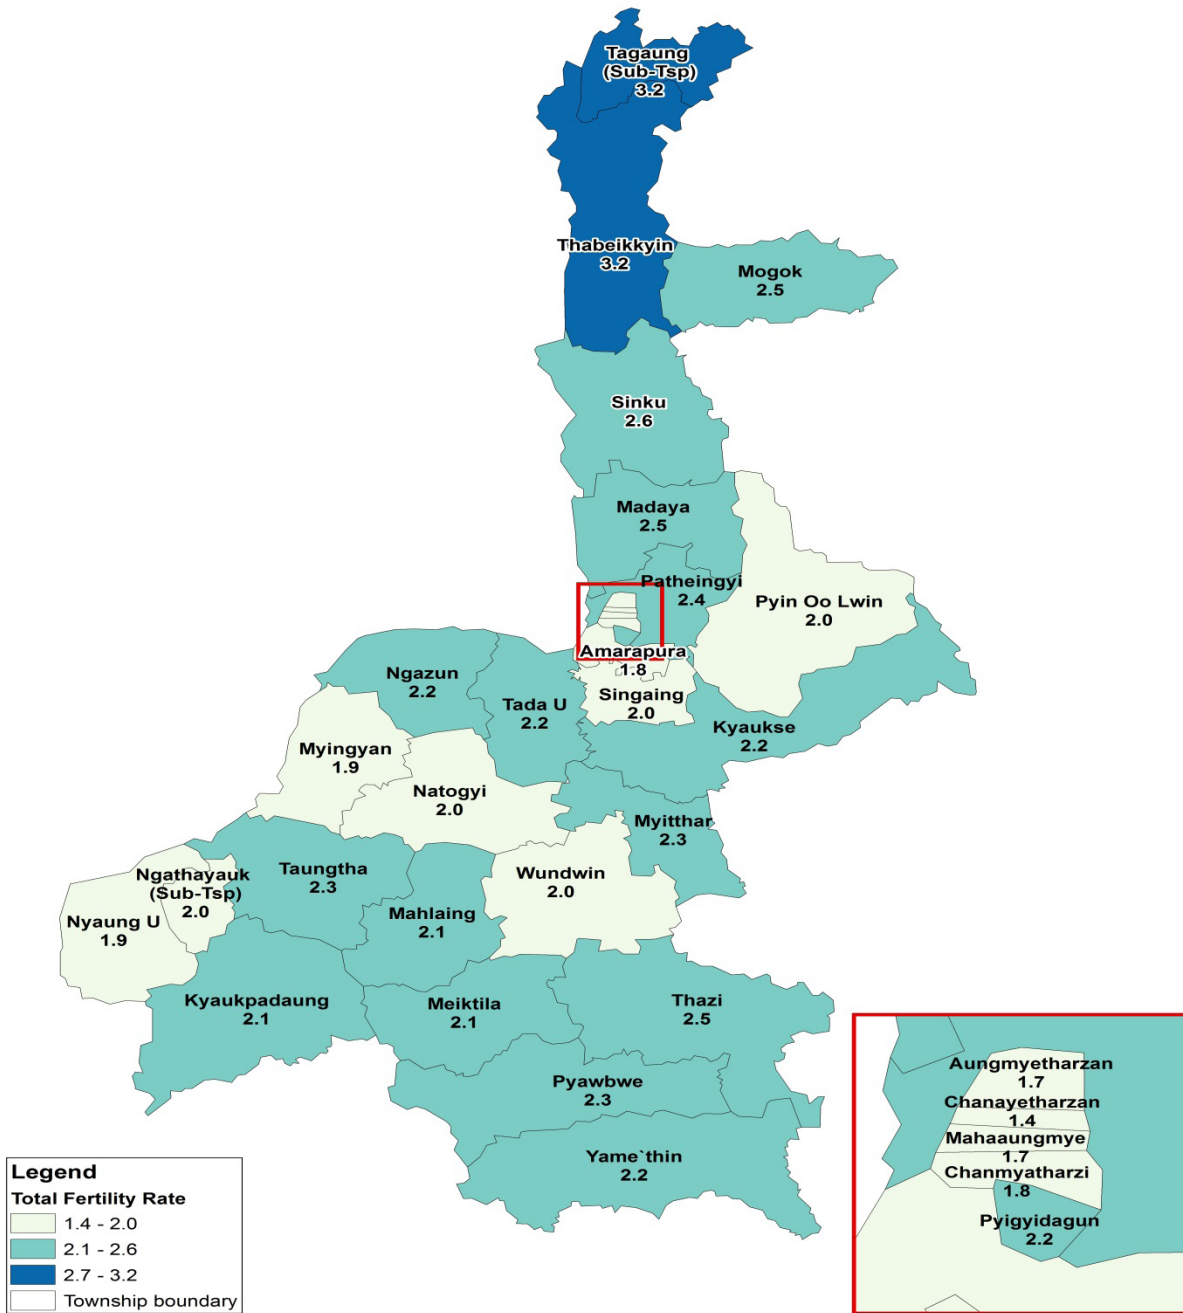 Tagaung
(Sub-Tsp)
3.2
Thabeikkyin
3.2
Mogok
2.5
Sinku
2.6
Madaya
2.5
Patheingyi
2.4
Pyin Oo Lwin
2.0
Amarapura
1.8
Singaing
2.0
Ngazun
2.2
Tada U
2.2
Kyaukse
2.2
Myingyan
1.9
Natogyi
2.0
Myitthar
2.3
Ngathayauk
(Sub-Tsp)
2.0
Taungtha
2.3
Wundwin
2.0
Nyaung U
1.9
Mahlaing
2.1
Kyaukpadaung
2.1
Meiktila
2.1
Thazi
2.5
Pyawbwe
2.3
Yame`thin
2.2
Aungmyetharzan
1.7
Chanayetharzan
1.4
Mahaaungmye
1.7
Chanmyatharzi
1.8
Pyigyidagun
2.2
Legend
Total Fertility Rate
1.4 - 2.0
2.1 - 2.6
2.7 - 3.2
Township boundary